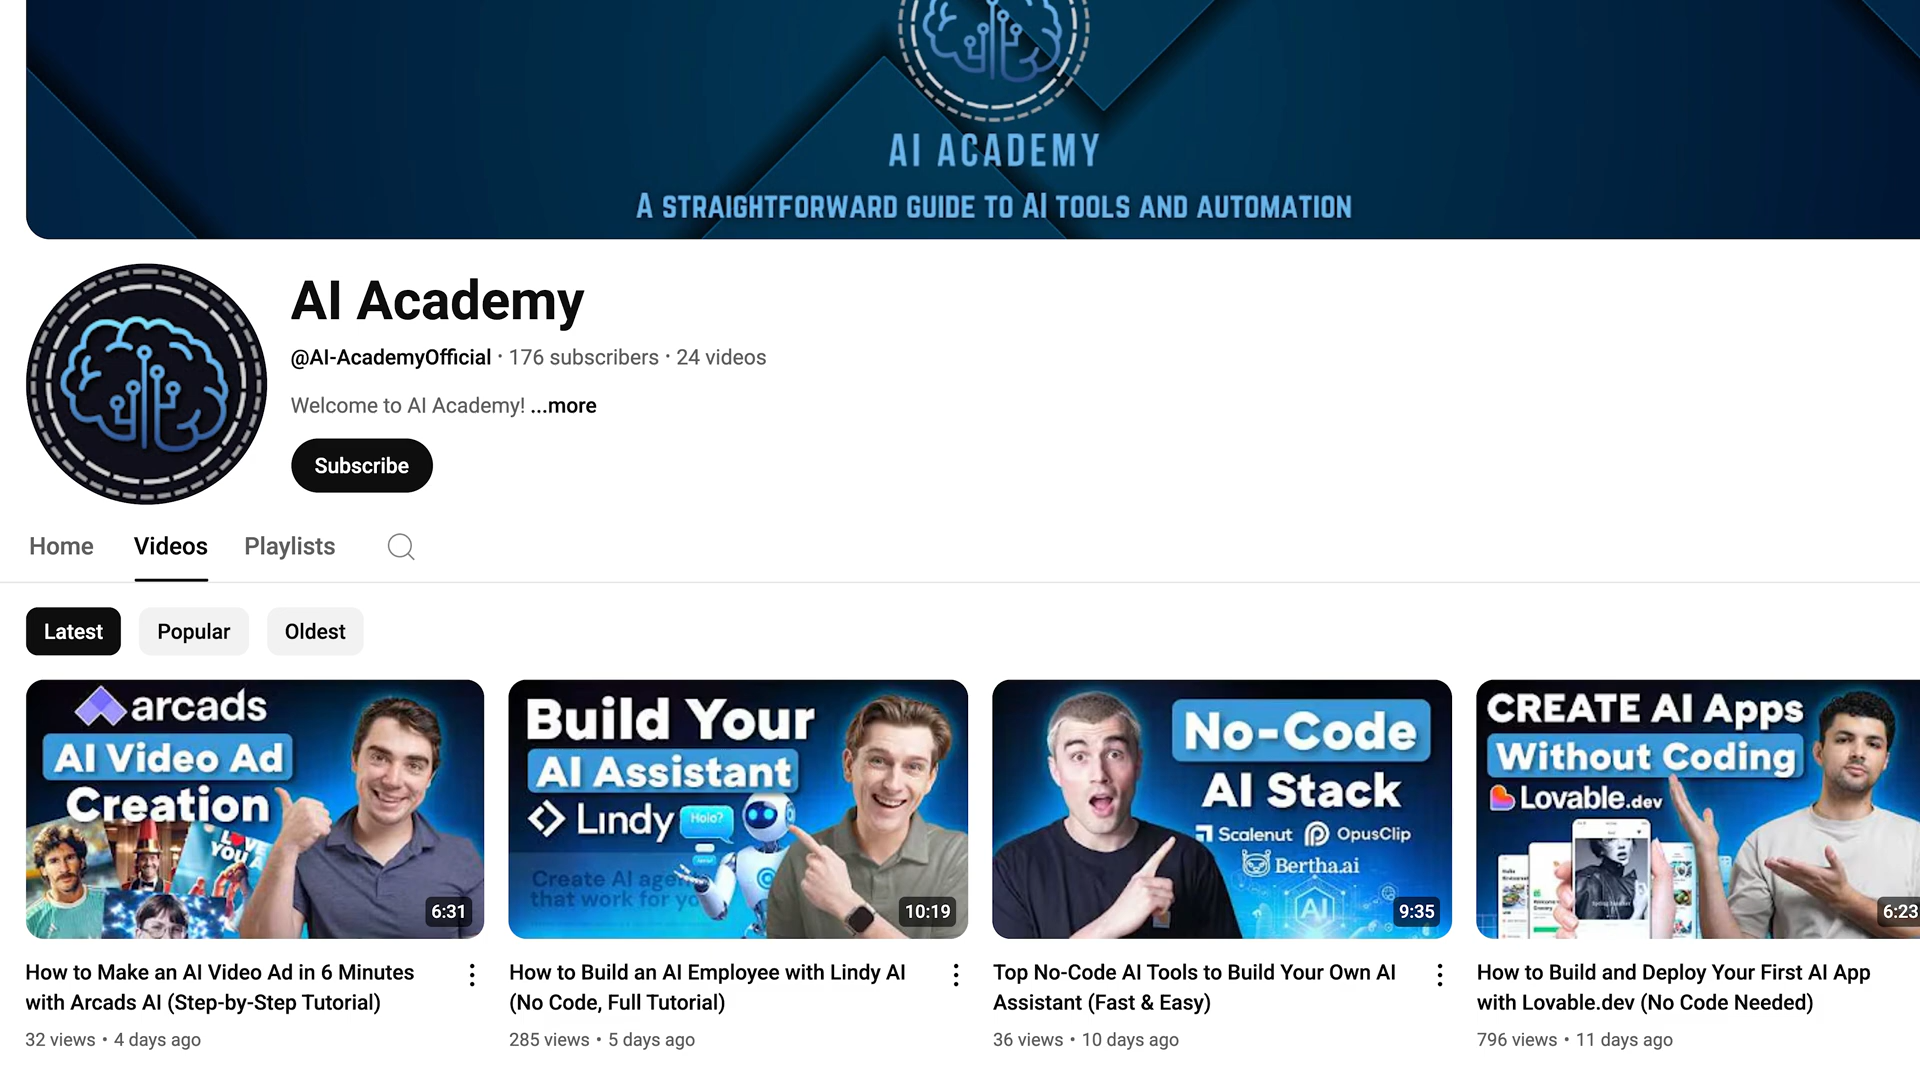 AI ACADEMY
A STRAIGHTFORWARD GUIDE TO AI TOOLS AND AUTOMATION
AI Academy
@AI-AcademyOfficial · 176 subscribers · 24 videos
Welcome to AI Academy! ...more
Subscribe
Home Videos Playlists
Latest Popular Oldest
arcads
AI Video Ad
Creation
LOVE
YOU
6:31
Build Your
AI Assistant
Lindy
Holo?
Create AI agen
that work for yo
10:19
No-Code
AI Stack
Scalenut OpusClip
Bertha.ai
AI
9:35
CREATE AI Apps
Without Coding
Lovable.dev
6:23
How to Make an AI Video Ad in 6 Minutes
with Arcads AI (Step-by-Step Tutorial)
32 views • 4 days ago
How to Build an AI Employee with Lindy AI
(No Code, Full Tutorial)
285 views • 5 days ago
Top No-Code AI Tools to Build Your Own AI
Assistant (Fast & Easy)
36 views • 10 days ago
How to Build and Deploy Your First AI App
with Lovable.dev (No Code Needed)
796 views • 11 days ago